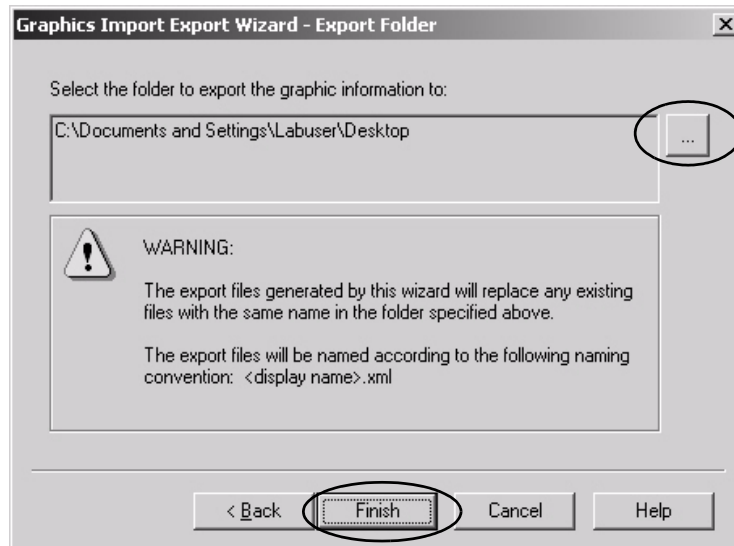 Graphics Import Export Wizard - Export Folder
Select the folder to export the graphic information to:
C:\Documents and Settings\Labuser\Desktop
...
WARNING:
The export files generated by this wizard will replace any existing
files with the same name in the folder specified above.
The export files will be named according to the following naming
convention: <display name>.xml
< Back
Finish
Cancel
Help